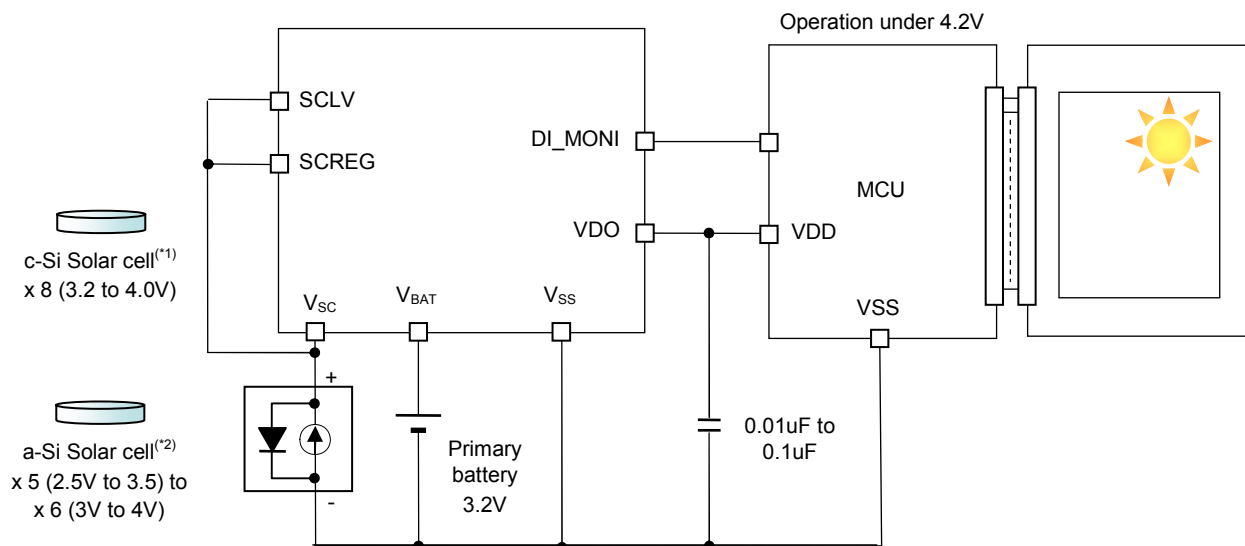 Operation under 4.2V
SCLV
SCREG
DI_MONI
MCU
VDO
VDD
c-Si Solar cell(*1)
x 8 (3.2 to 4.0V)
VSC
VBAT
VSS
VSS
+
-
a-Si Solar cell(*2)
x 5 (2.5V to 3.5) to
x 6 (3V to 4V)
Primary
battery
3.2V
0.01uF to
0.1uF